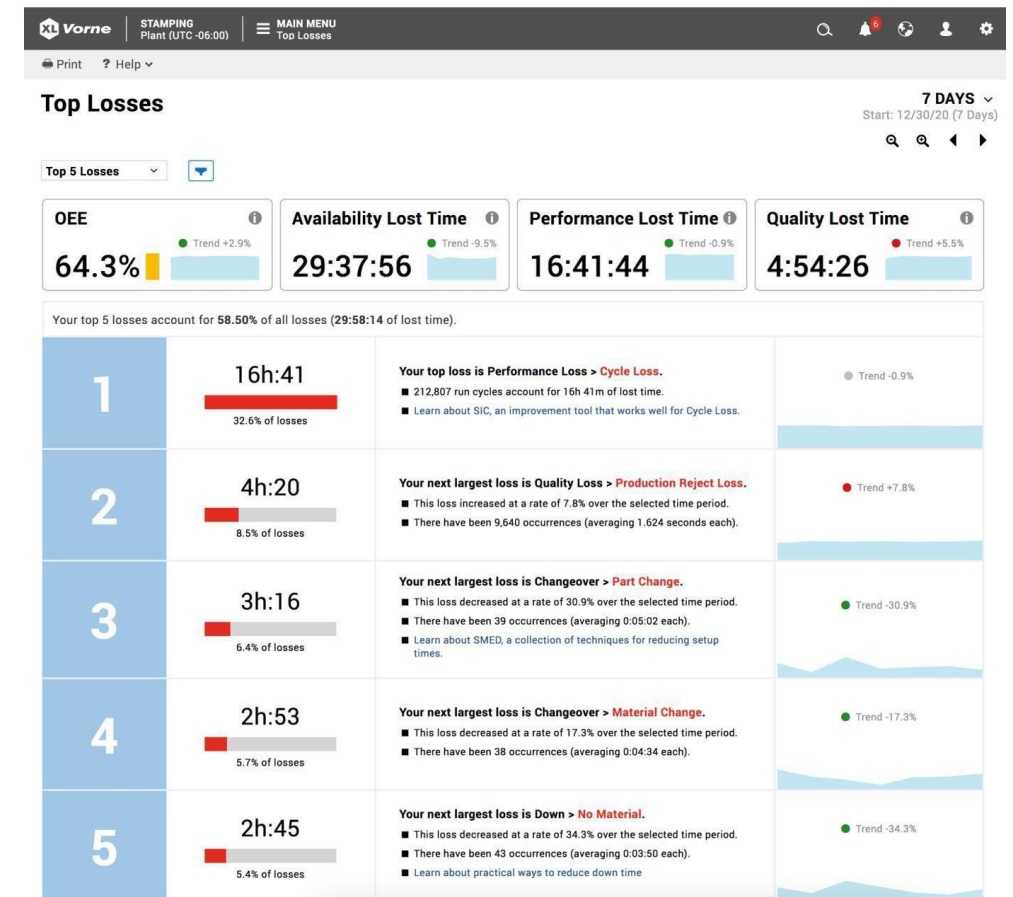 XL Vorne
STAMPING
Plant (UTC -06:00)
MAIN MENU
Top Losses
6
Print ? Help
Top Losses
7 DAYS
Start: 12/30/20 (7 Days)
Top 5 Losses
OEE
Trend +2.9%
64.3%
Availability Lost Time
Trend -9.5%
29:37:56
Performance Lost Time
Trend -0.9%
16:41:44
Quality Lost Time
Trend +5.5%
4:54:26
Your top 5 losses account for 58.50% of all losses (29:58:14 of lost time).
1
16h:41
32.6% of losses
Your top loss is Performance Loss > Cycle Loss.
■ 212,807 run cycles account for 16h 41m of lost time.
■ Learn about SIC, an improvement tool that works well for Cycle Loss.
Trend -0.9%
2
4h:20
8.5% of losses
Your next largest loss is Quality Loss > Production Reject Loss.
■ This loss increased at a rate of 7.8% over the selected time period.
■ There have been 9,640 occurrences (averaging 1.624 seconds each).
Trend +7.8%
3
3h:16
6.4% of losses
Your next largest loss is Changeover > Part Change.
■ This loss decreased at a rate of 30.9% over the selected time period.
■ There have been 39 occurrences (averaging 0:05:02 each).
■ Learn about SMED, a collection of techniques for reducing setup
times.
Trend -30.9%
4
2h:53
5.7% of losses
Your next largest loss is Changeover > Material Change.
■ This loss decreased at a rate of 17.3% over the selected time period.
■ There have been 38 occurrences (averaging 0:04:34 each).
Trend -17.3%
5
2h:45
5.4% of losses
Your next largest loss is Down > No Material.
■ This loss decreased at a rate of 34.3% over the selected time period.
■ There have been 43 occurrences (averaging 0:03:50 each).
■ Learn about practical ways to reduce down time
Trend -34.3%